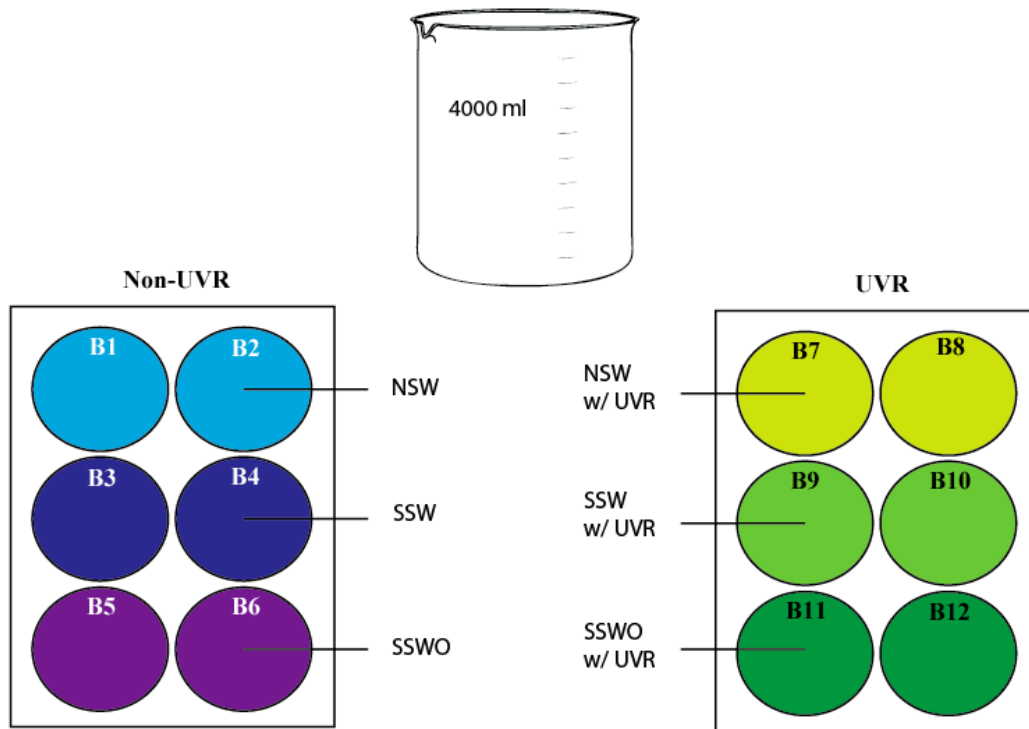 4000 ml
Non-UVR
UVR
B1
B2
NSW
B3
B4
SSW
B5
B6
SSWO
NSW
w/ UVR
B7
B8
SSW
w/ UVR
B9
B10
SSWO
w/ UVR
B11
B12